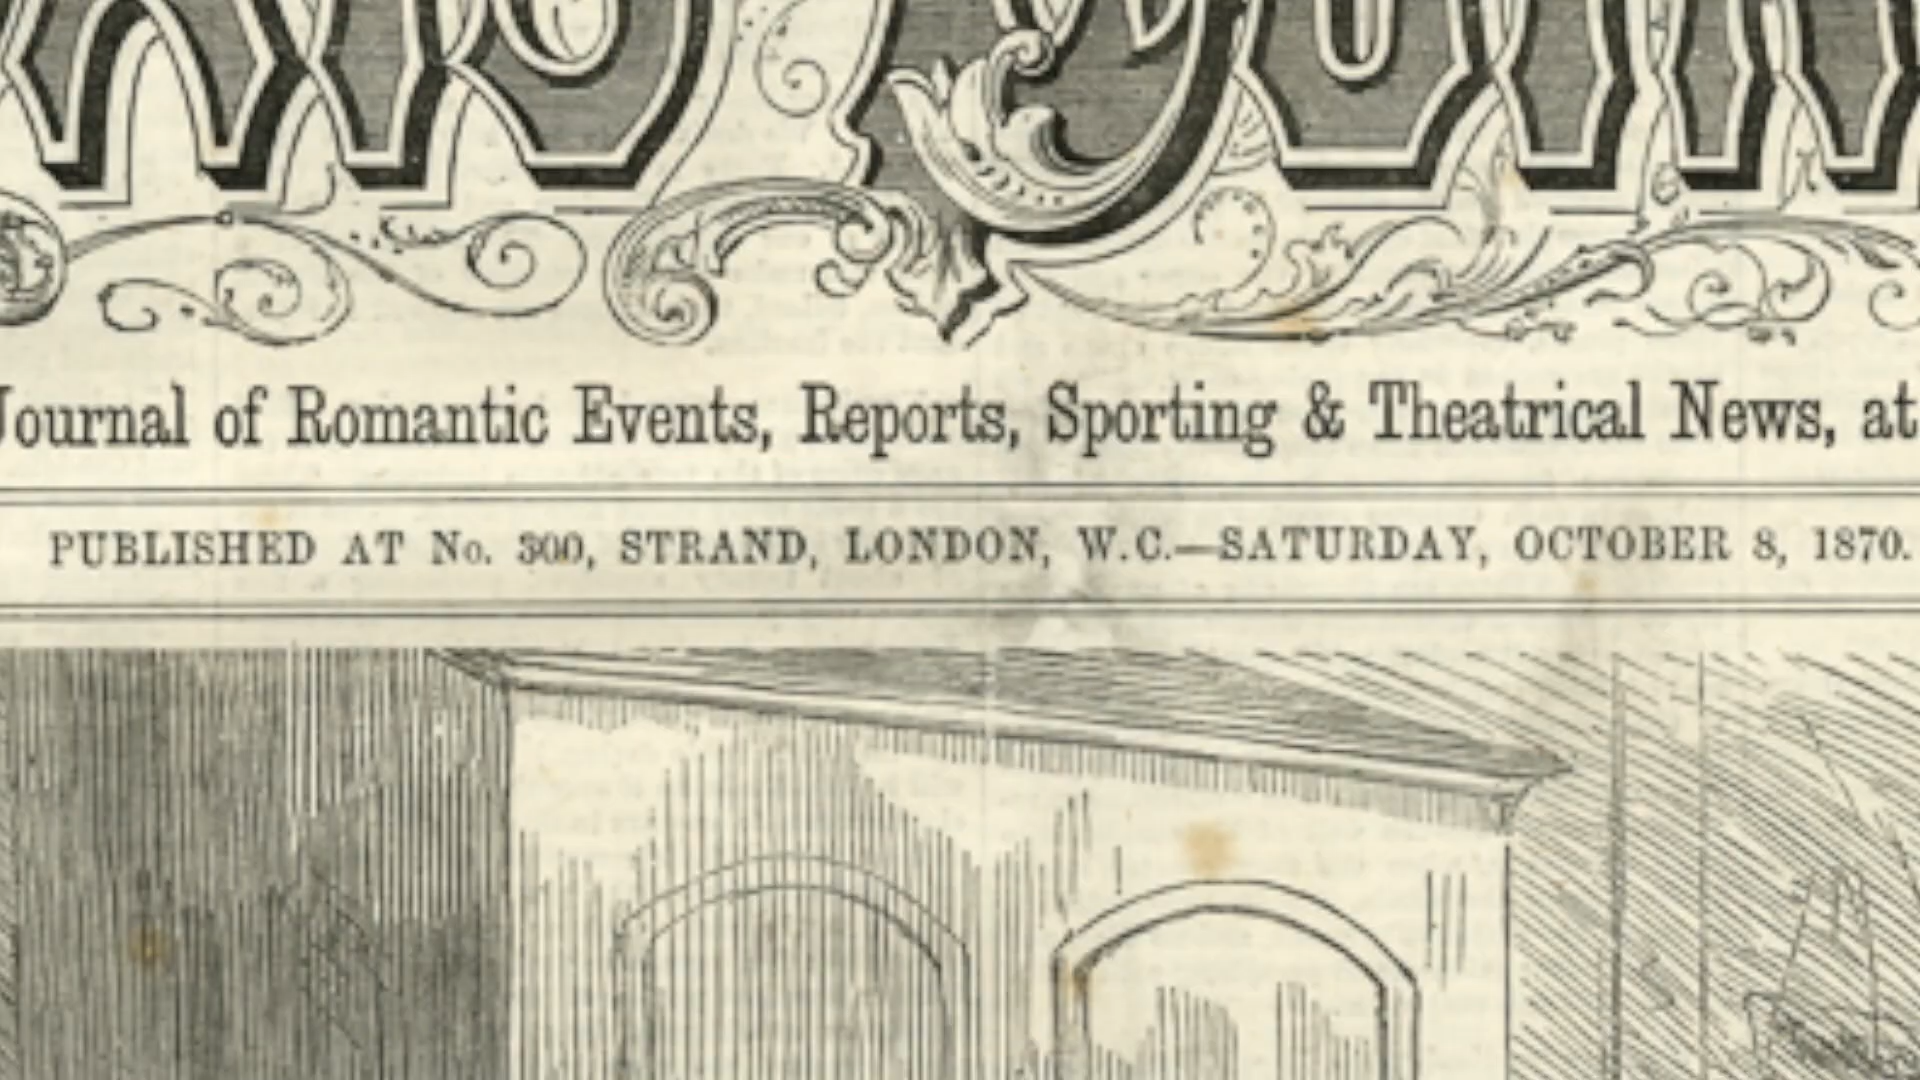 Journal of Romantic Events, Reports, Sporting & Theatrical News, at
PUBLISHED AT No. 300, STRAND, LONDON, W.C.—SATURDAY, OCTOBER 8, 1870.